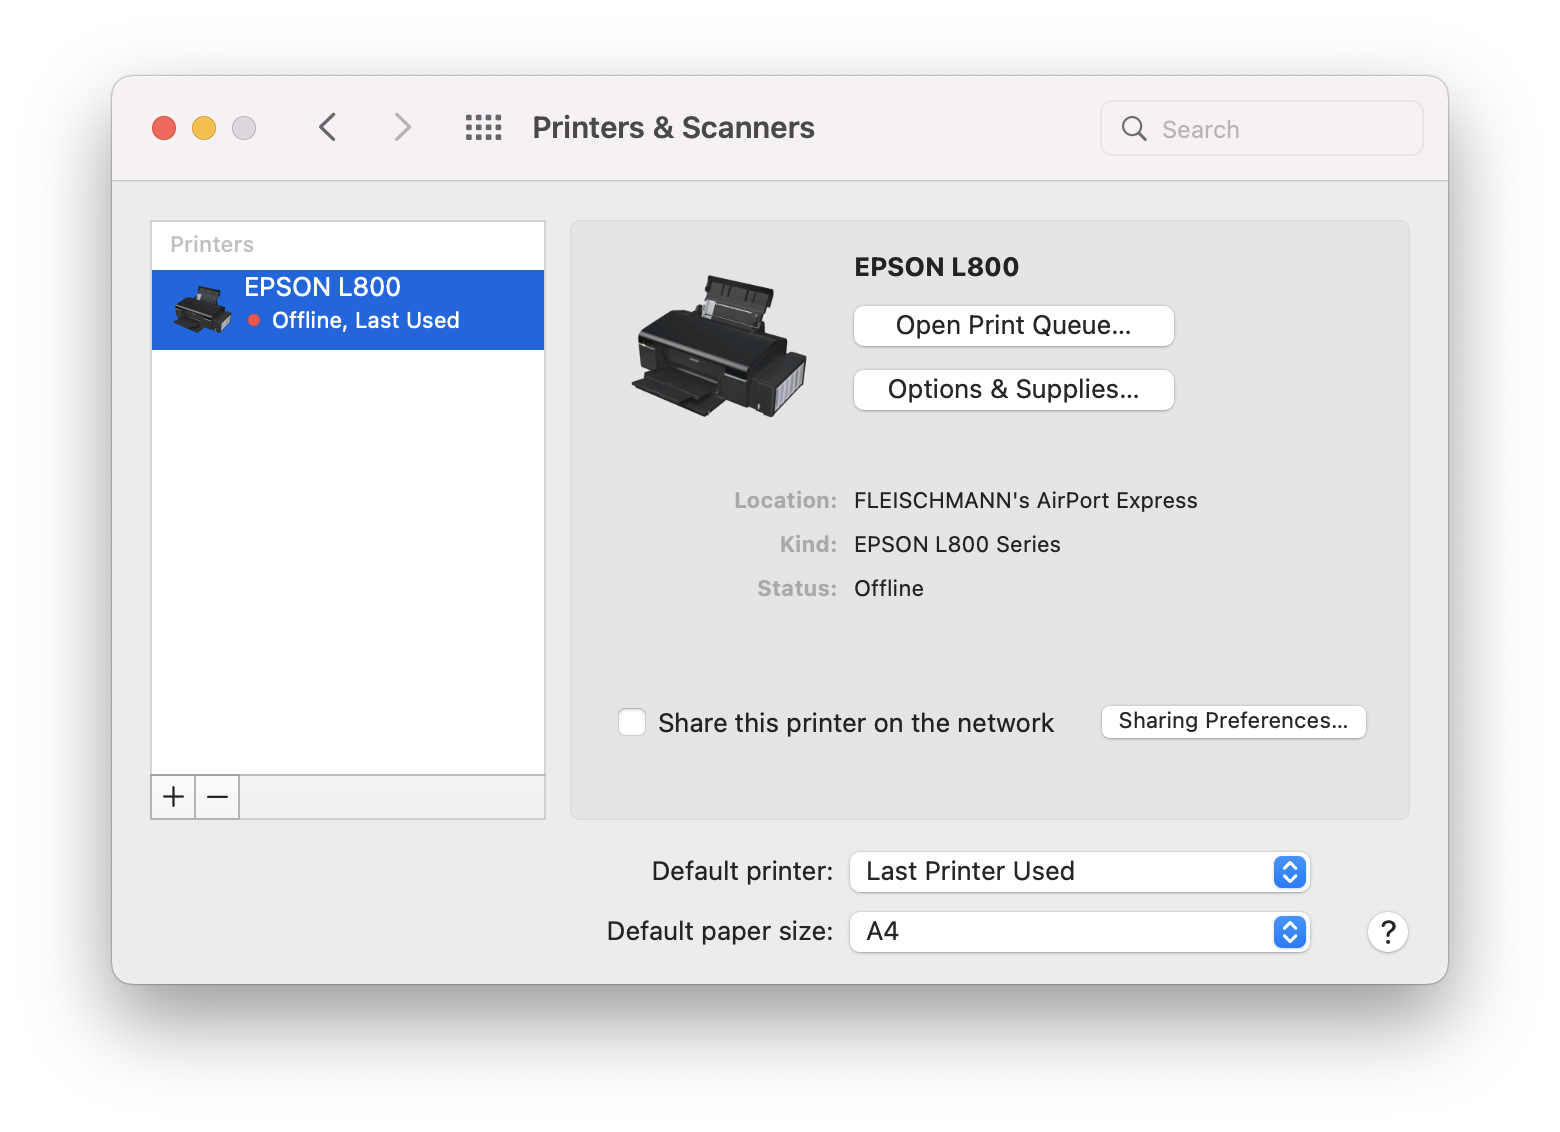 Printers & Scanners
Search
Printers
EPSON L800
Offline, Last Used
EPSON L800
Open Print Queue...
Options & Supplies...
Location: FLEISCHMANN's AirPort Express
Kind: EPSON L800 Series
Status: Offline
Share this printer on the network
Sharing Preferences...
Default printer: Last Printer Used
Default paper size: A4
?